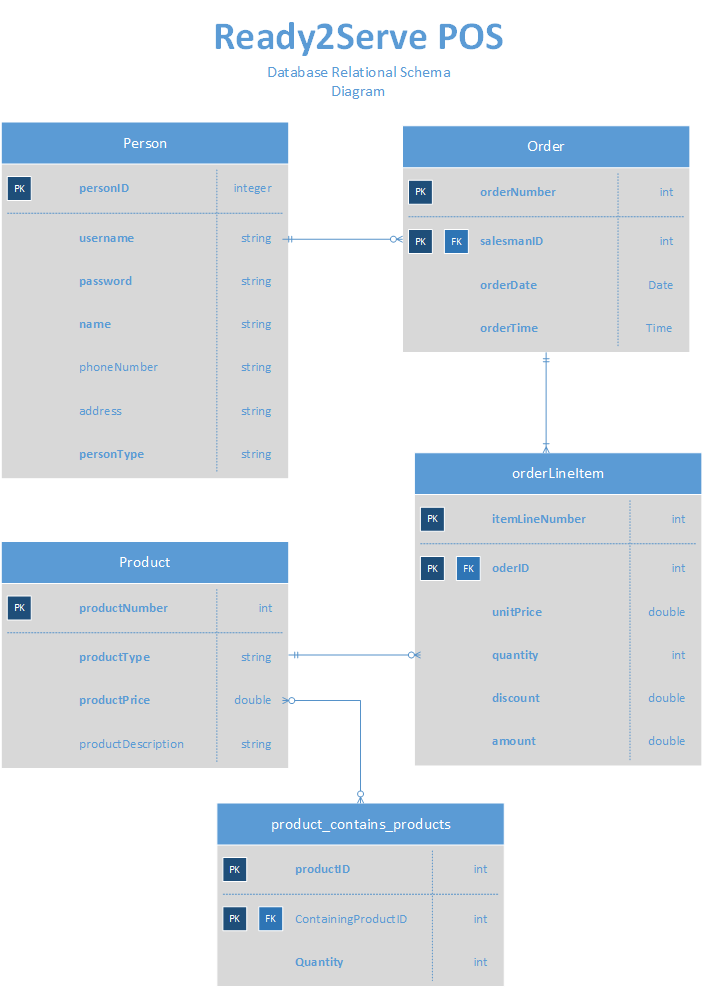 Ready2Serve POS
Database Relational Schema
Diagram
Person
PK personID integer
username string
password string
name string
phoneNumber string
address string
personType string
Order
PK orderNumber int
PK FK salesmanID int
orderDate Date
orderTime Time
orderLineItem
PK itemLineNumber int
PK FK oderID int
unitPrice double
quantity int
discount double
amount double
Product
PK productNumber int
productType string
productPrice double
productDescription string
product_contains_products
PK productID int
PK FK ContainingProductID int
Quantity int